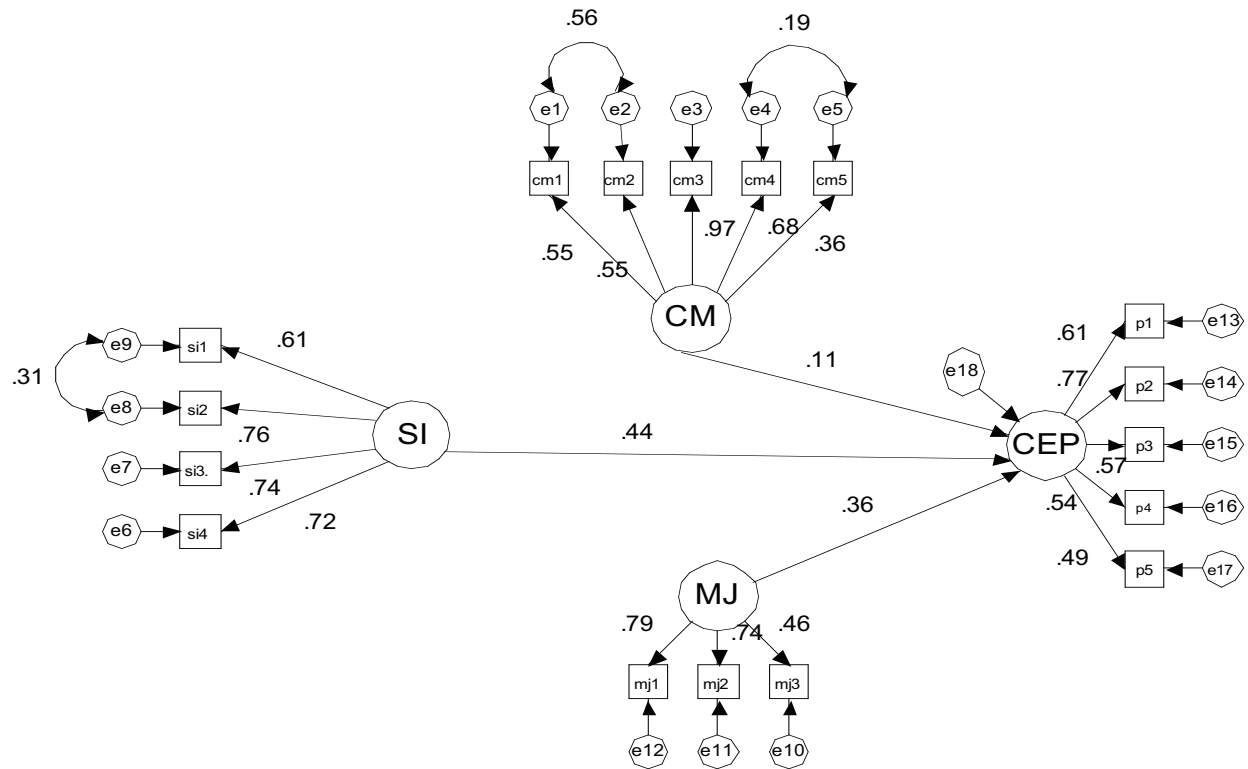 .56
.19
e1
e2
e3
e4
e5
cm1
cm2
cm3
cm4
cm5
.55
.55
.97
.68
.36
CM
e9
si1
.61
.31
e8
si2
.76
SI
e7
si3.
.74
e6
si4
.72
.11
.44
.36
e18
CEP
.61
p1
e13
.77
p2
e14
p3
e15
.57
p4
e16
.54
.49
p5
e17
MJ
.79
.74
.46
mj1
mj2
mj3
e12
e11
e10